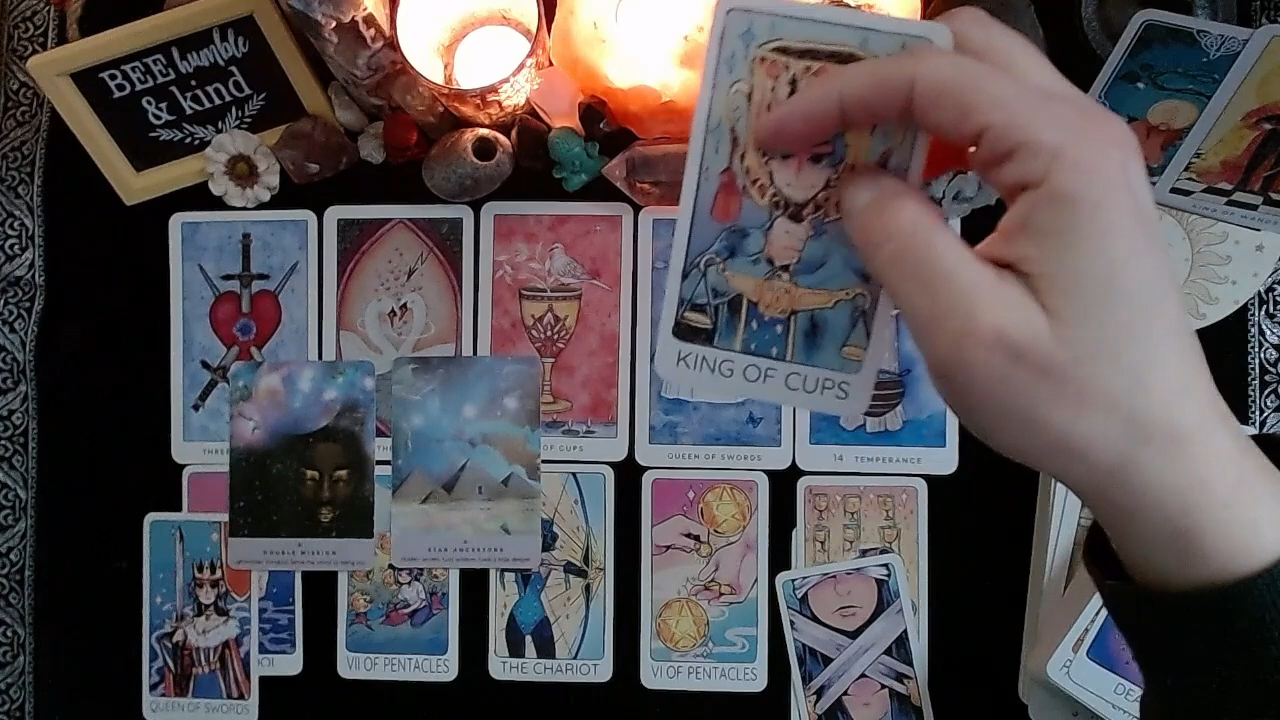 BEE humble
& kind
KING OF WANDS
KING OF CUPS
THREE
OF CUPS
QUEEN OF SWORDS
14 TEMPERANCE
DOUBLE MISSION
STAR ANCESTORS
VII OF PENTACLES
THE CHARIOT
VI OF PENTACLES
QUEEN OF SWORDS
DEA